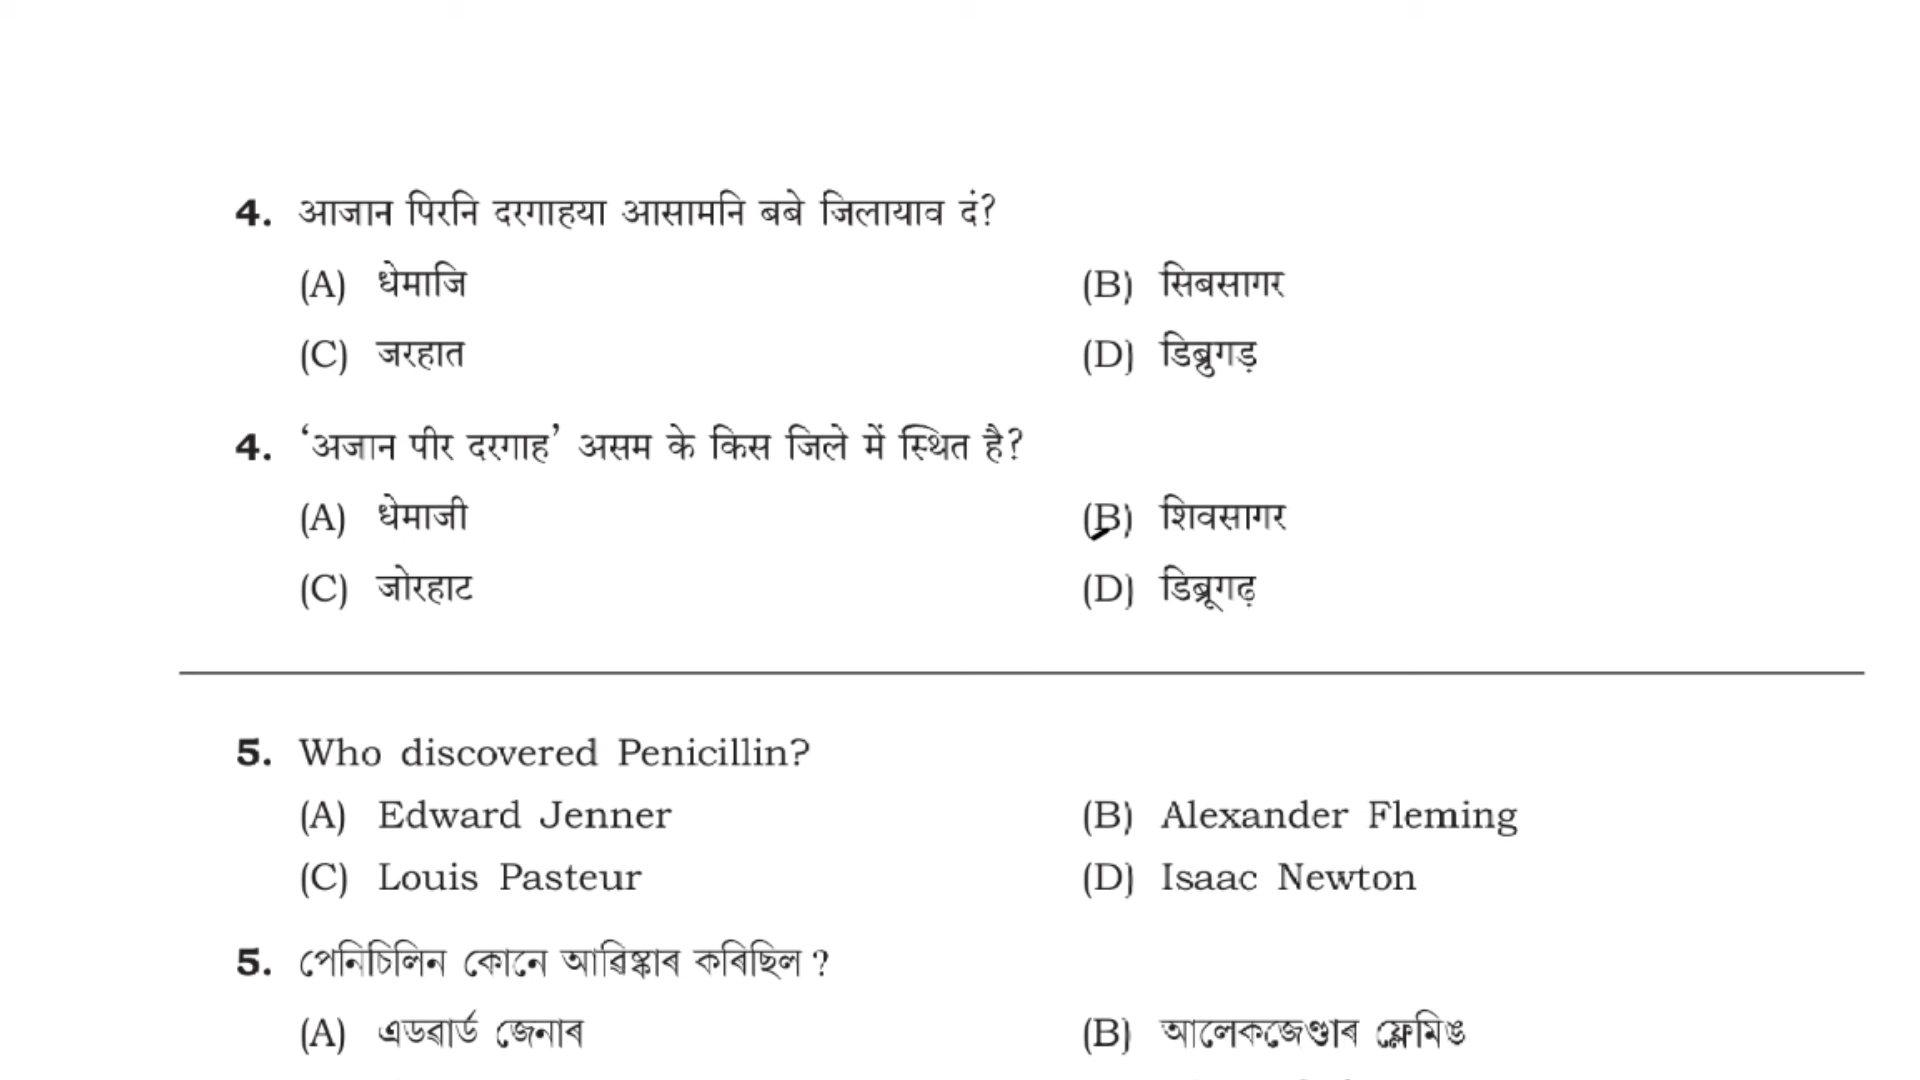 4. आजान पिरनि दरगाहया आसामनि बबे जिलायाव दं?
(A) धेमाजि (B) सिबसागर
(C) जरहात (D) डिब्रुगड़
4. ‘अजान पीर दरगाह’ असम के किस जिले में स्थित है?
(A) धेमाजी (B) शिवसागर
(C) जोरहाट (D) डिब्रूगढ़
5. Who discovered Penicillin?
(A) Edward Jenner (B) Alexander Fleming
(C) Louis Pasteur (D) Isaac Newton
5. পেনিচিলিন কোনে আৱিষ্কাৰ কৰিছিল ?
(A) এডৱাৰ্ড জেনাৰ (B) আলেকজেণ্ডাৰ ফ্লেমিঙ